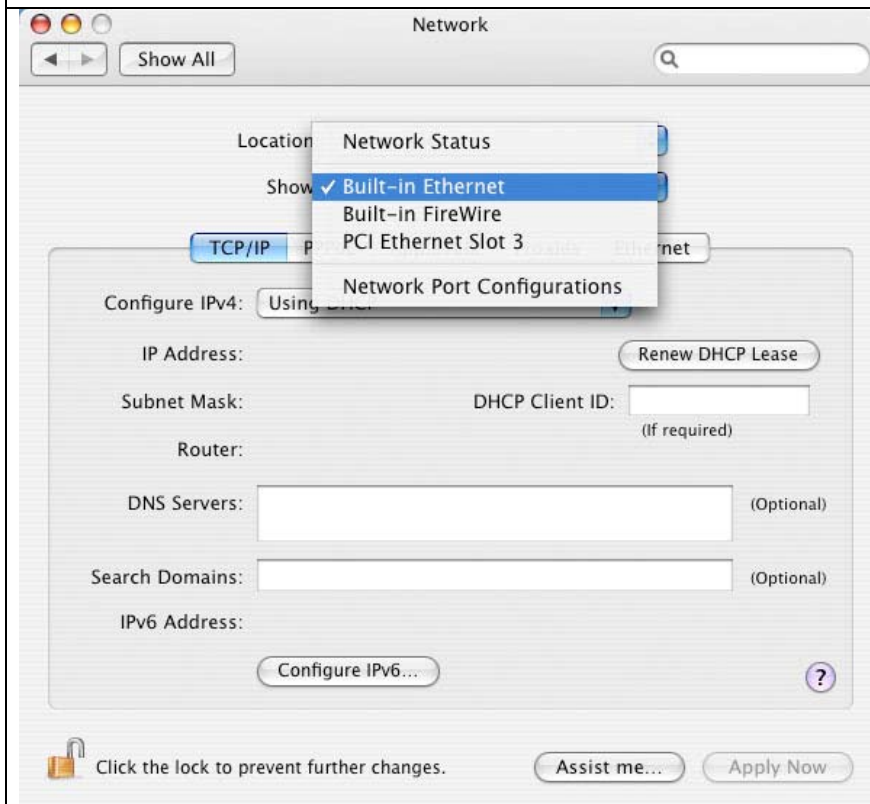 Network
Show All
Location
Network Status
Show
✓ Built-in Ethernet
Built-in FireWire
PCI Ethernet Slot 3
Network Port Configurations
TCP/IP
Configure IPv4: Using DHCP
IP Address:
Renew DHCP Lease
Subnet Mask:
DHCP Client ID:
(If required)
Router:
DNS Servers:
(Optional)
Search Domains:
(Optional)
IPv6 Address:
Configure IPv6...
?
Click the lock to prevent further changes.
Assist me...
Apply Now